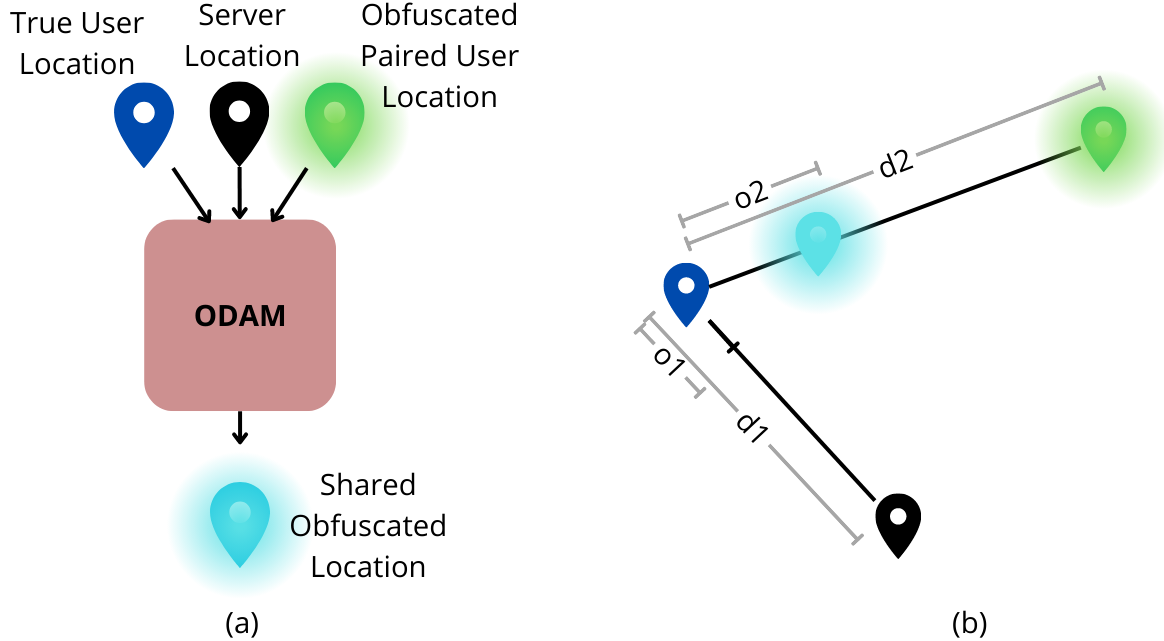 True User
Location
Server
Location
Obfuscated
Paired User
Location
ODAM
Shared
Obfuscated
Location
(a)
o2
d2
o1
d1
(b)